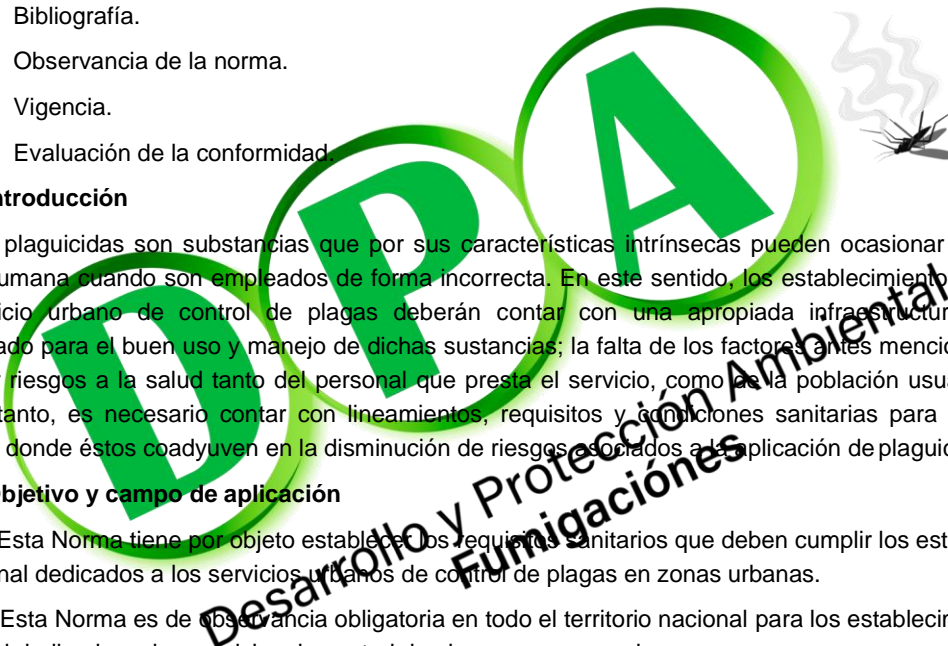 Bibliografía.
Observancia de la norma.
Vigencia.
Evaluación de la conformidad.
ntroducción
plaguicidas son substancias que por sus características intrínsecas pueden ocasionar
umana cuando son empleados de forma incorrecta. En este sentido, los establecimiento
icio urbano de control de plagas deberán contar con una apropiada infraestructur
ado para el buen uso y manejo de dichas sustancias; la falta de los factores antes mencio
riesgos a la salud tanto del personal que presta el servicio, como de la población usua
tanto, es necesario contar con lineamientos, requisitos y condiciones sanitarias para
donde éstos coadyuven en la disminución de riesgos asociados a la aplicación de plaguic
bjetivo y campo de aplicación
Esta Norma tiene por objeto establecer los requisitos sanitarios que deben cumplir los est
nal dedicados a los servicios urbanos de control de plagas en zonas urbanas.
Esta Norma es de observancia obligatoria en todo el territorio nacional para los establecin
DPA
Desarrollo y Protección Ambiental
Fumigaciónes